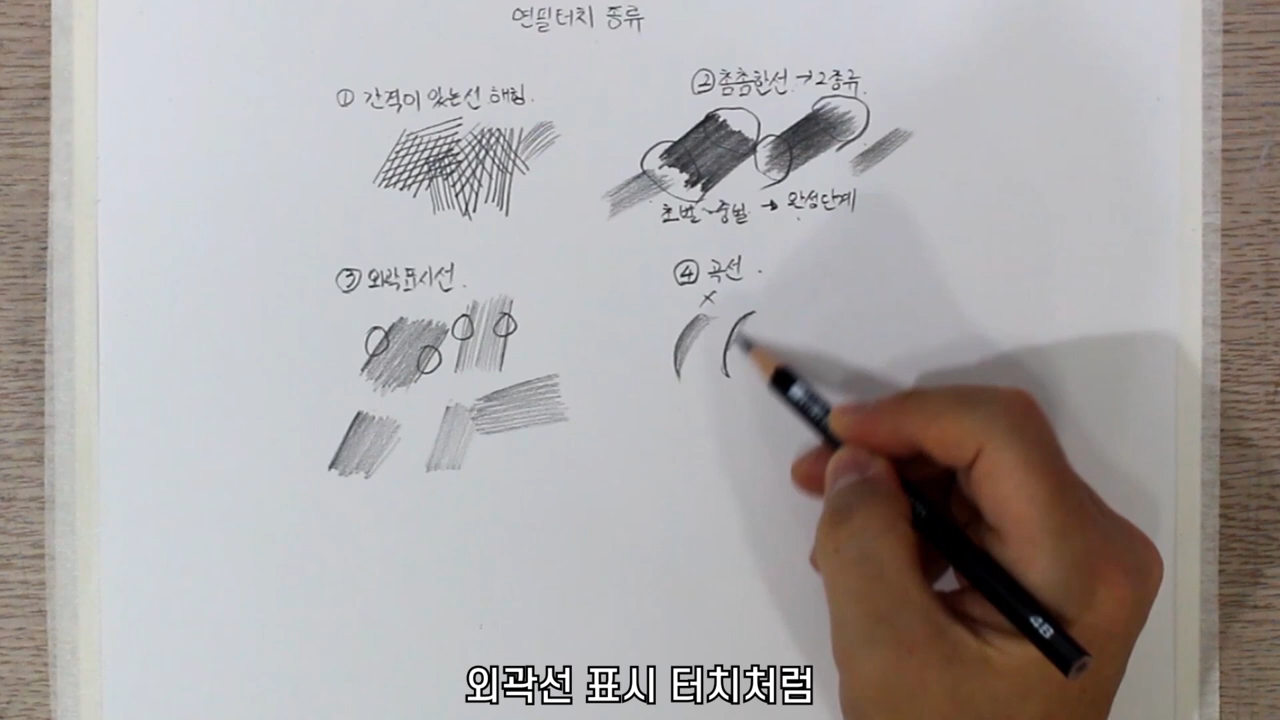 연필터치 종류
① 간격이 있는선 해칭.
② 촘촘한선 → 2종류.
초벌~중벌 → 완성단계
③ 외곽표시선.
④ 곡선.
×
4B
외곽선 표시 터치처럼